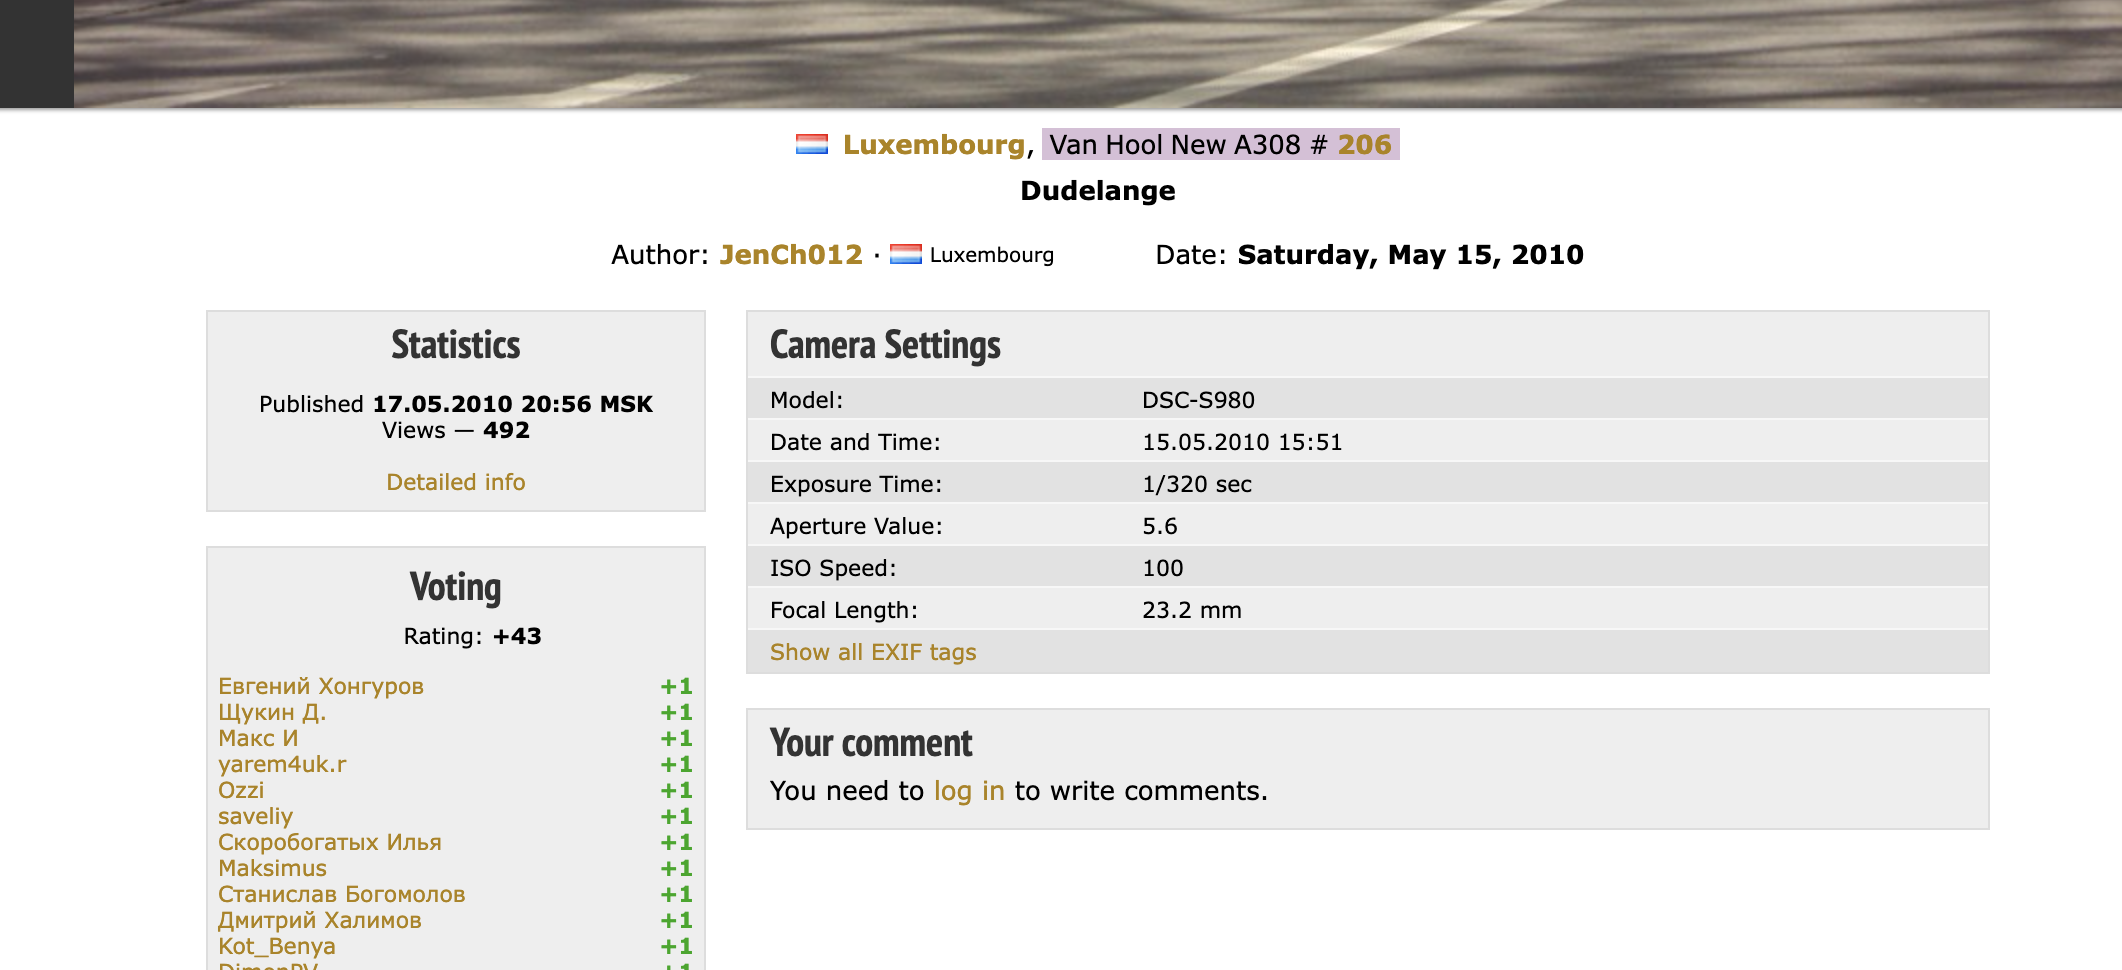 Luxembourg, Van Hool New A308 # 206
Dudelange
Author: JenCh012 · Luxembourg Date: Saturday, May 15, 2010
Statistics
Published 17.05.2010 20:56 MSK
Views — 492
Detailed info
Voting
Rating: +43
Евгений Хонгуров +1
Щукин Д. +1
Макс И +1
yarem4uk.r +1
Ozzi +1
saveliy +1
Скоробогатых Илья +1
Maksimus +1
Станислав Богомолов +1
Дмитрий Халимов +1
Kot_Benya +1
Camera Settings
Model: DSC-S980
Date and Time: 15.05.2010 15:51
Exposure Time: 1/320 sec
Aperture Value: 5.6
ISO Speed: 100
Focal Length: 23.2 mm
Show all EXIF tags
Your comment
You need to log in to write comments.